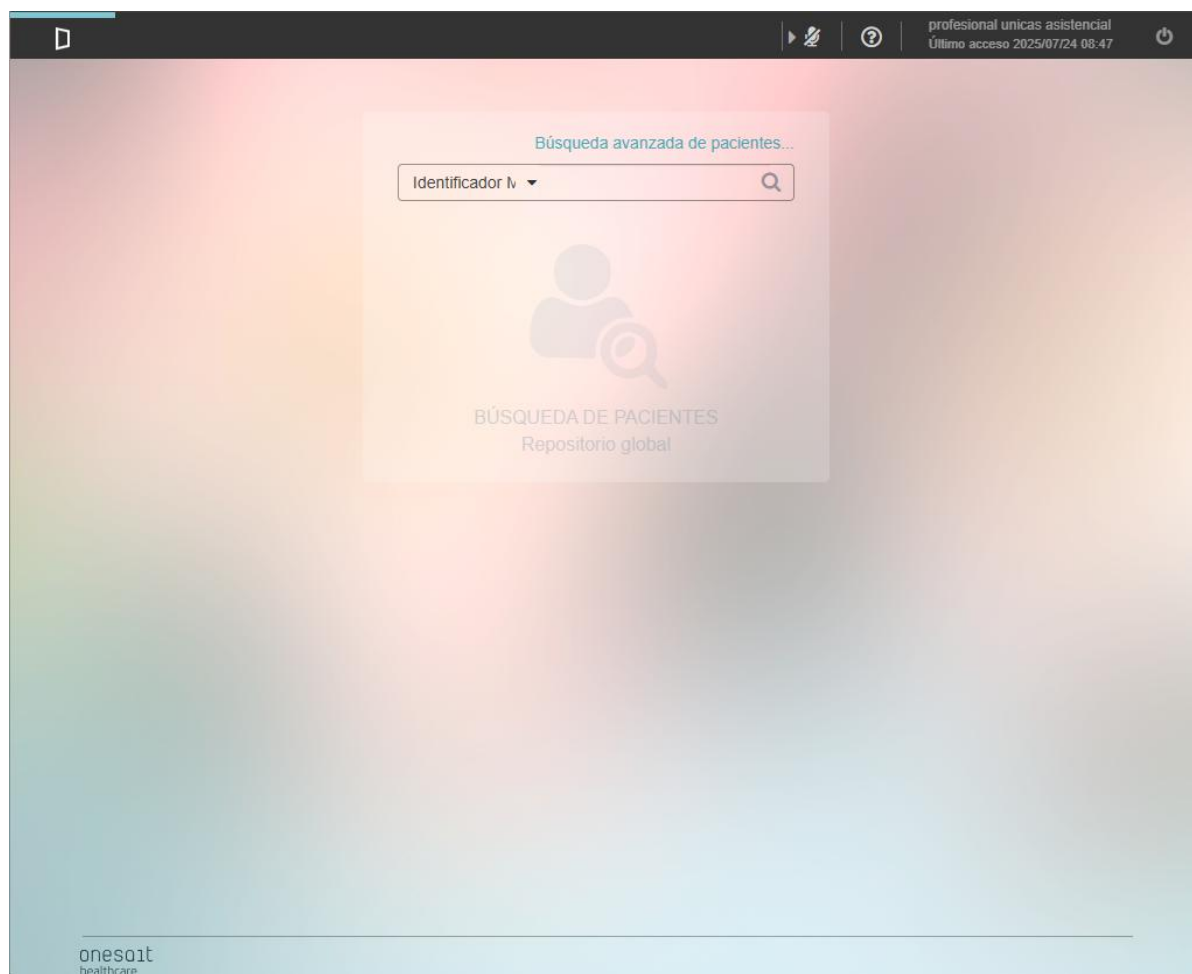 profesional unicas asistencial
Último acceso 2025/07/24 08:47
Búsqueda avanzada de pacientes...
Identificador
BÚSQUEDA DE PACIENTES
Repositorio global
onesait
healthcare